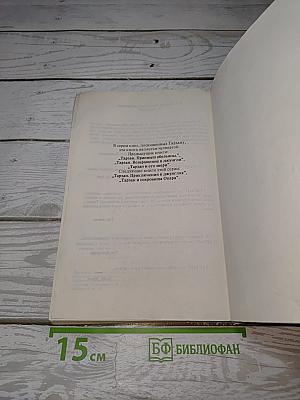 В серии книг, посвященных Тарзану,
эта книга является четвертой.
Предыдущие книги:
„Тарзан. Приемыш обезьяны.",
„Тарзан. Возвращение в джунгли",
„Тарзан и его звери"
Следующие книги этой серии:
„Тарзан. Приключения в джунглях",
„Тарзан и сокровища Опара"
15 см
БФ БИБЛИОФАН